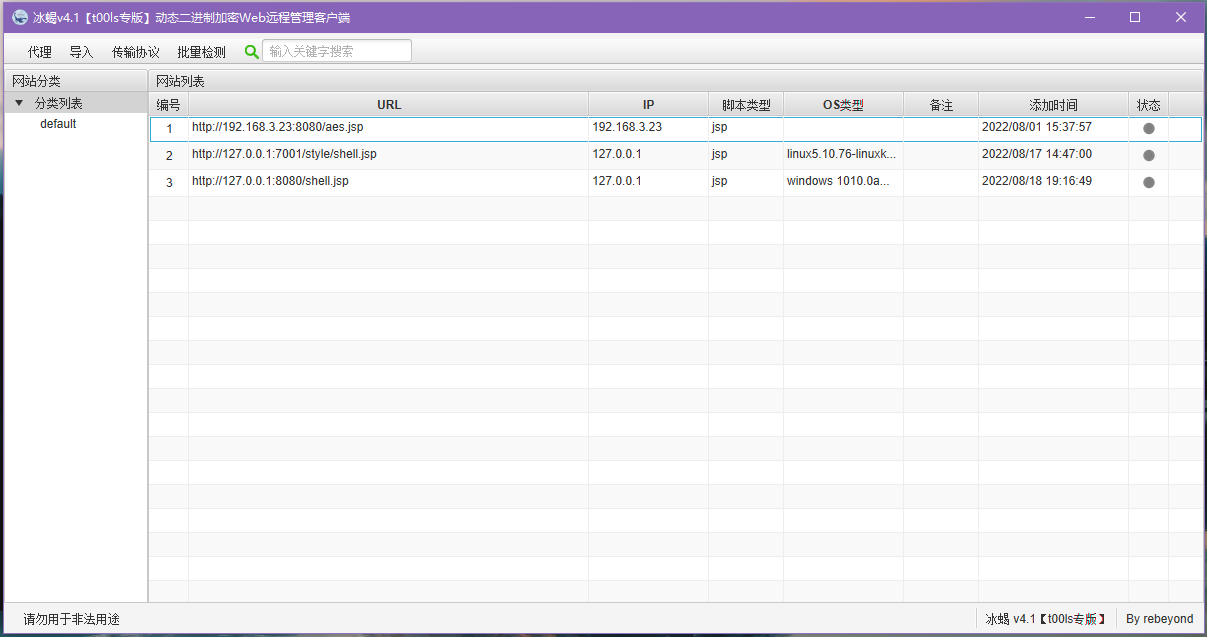 冰蝎v4.1【t00ls专版】动态二进制加密Web远程管理客户端
代理 导入 传输协议 批量检测 输入关键字搜索
网站分类 网站列表
分类列表
default
编号 URL IP 脚本类型 OS类型 备注 添加时间 状态
1 http://192.168.3.23:8080/aes.jsp 192.168.3.23 jsp 2022/08/01 15:37:57
2 http://127.0.0.1:7001/style/shell.jsp 127.0.0.1 jsp linux5.10.76-linuxk... 2022/08/17 14:47:00
3 http://127.0.0.1:8080/shell.jsp 127.0.0.1 jsp windows 1010.0a... 2022/08/18 19:16:49
请勿用于非法用途 冰蝎 v4.1【t00ls专版】 By rebeyond